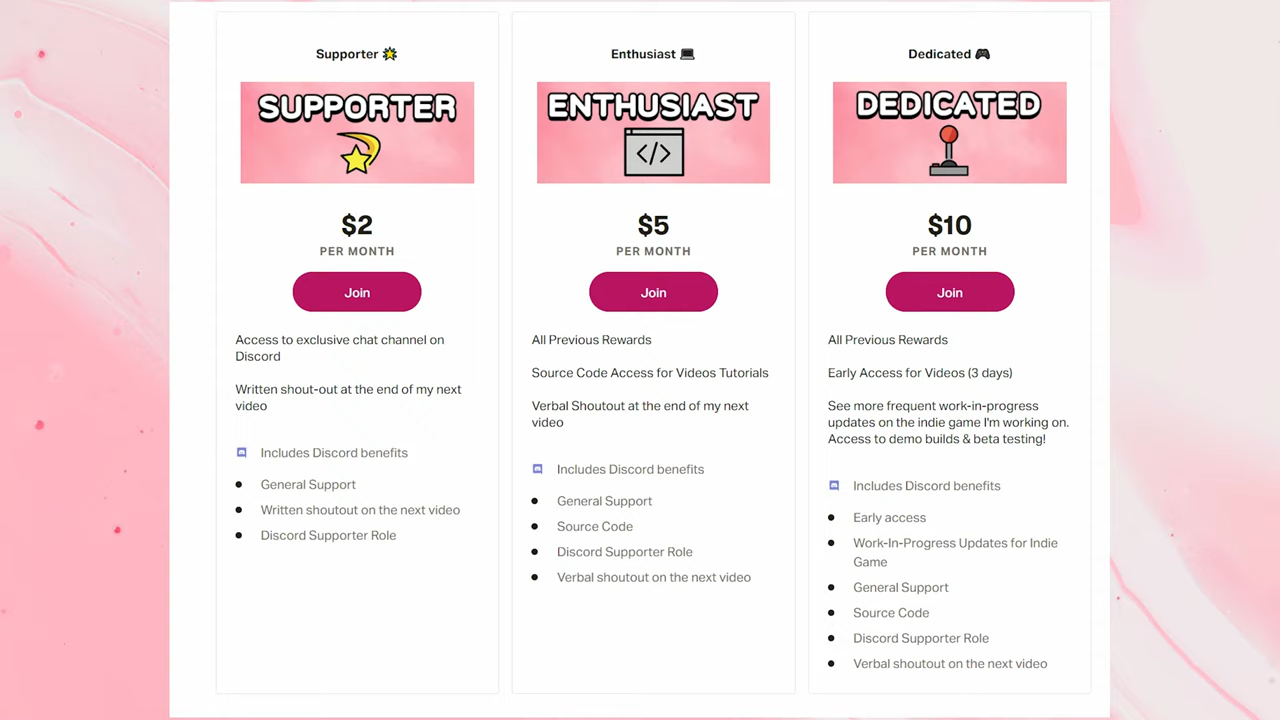 Supporter
SUPPORTER
$2
PER MONTH
Join
Access to exclusive chat channel on
Discord
Written shout-out at the end of my next
video
Includes Discord benefits
General Support
Written shoutout on the next video
Discord Supporter Role
Enthusiast
ENTHUSIAST
</>
$5
PER MONTH
Join
All Previous Rewards
Source Code Access for Videos Tutorials
Verbal Shoutout at the end of my next
video
Includes Discord benefits
General Support
Source Code
Discord Supporter Role
Verbal shoutout on the next video
Dedicated
DEDICATED
$10
PER MONTH
Join
All Previous Rewards
Early Access for Videos (3 days)
See more frequent work-in-progress
updates on the indie game I'm working on.
Access to demo builds & beta testing!
Includes Discord benefits
Early access
Work-In-Progress Updates for Indie
Game
General Support
Source Code
Discord Supporter Role
Verbal shoutout on the next video